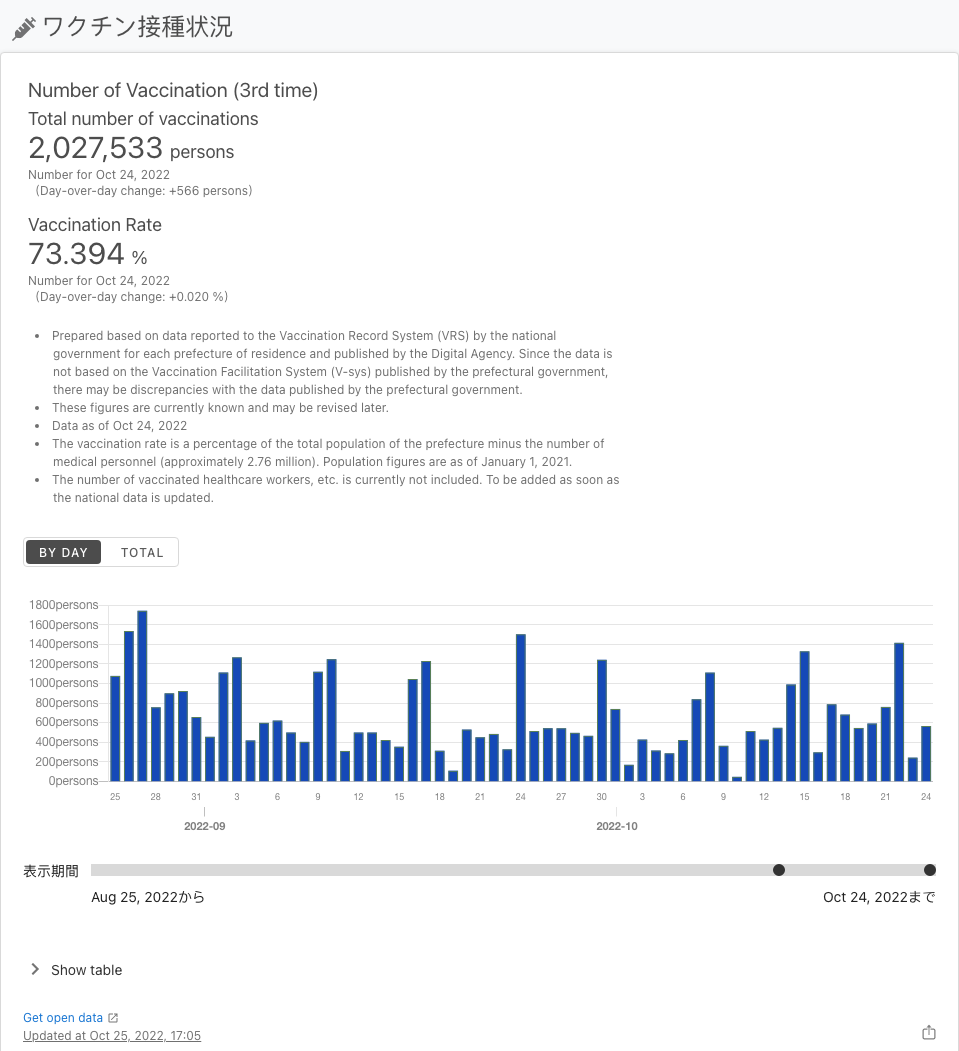 ワクチン接種状況
Number of Vaccination (3rd time)
Total number of vaccinations
2,027,533 persons
Number for Oct 24, 2022
(Day-over-day change: +566 persons)
Vaccination Rate
73.394 %
Number for Oct 24, 2022
(Day-over-day change: +0.020 %)
• Prepared based on data reported to the Vaccination Record System (VRS) by the national
government for each prefecture of residence and published by the Digital Agency. Since the data is
not based on the Vaccination Facilitation System (V-sys) published by the prefectural government,
there may be discrepancies with the data published by the prefectural government.
• These figures are currently known and may be revised later.
• Data as of Oct 24, 2022
• The vaccination rate is a percentage of the total population of the prefecture minus the number of
medical personnel (approximately 2.76 million). Population figures are as of January 1, 2021.
• The number of vaccinated healthcare workers, etc. is currently not included. To be added as soon as
the national data is updated.
BY DAY TOTAL
1800persons
1600persons
1400persons
1200persons
1000persons
800persons
600persons
400persons
200persons
0persons
25 28 31 3 6 9 12 15 18 21 24 27 30 3 6 9 12 15 18 21 24
2022-09 2022-10
表示期間
Aug 25, 2022から Oct 24, 2022まで
Show table
Get open data
Updated at Oct 25, 2022, 17:05